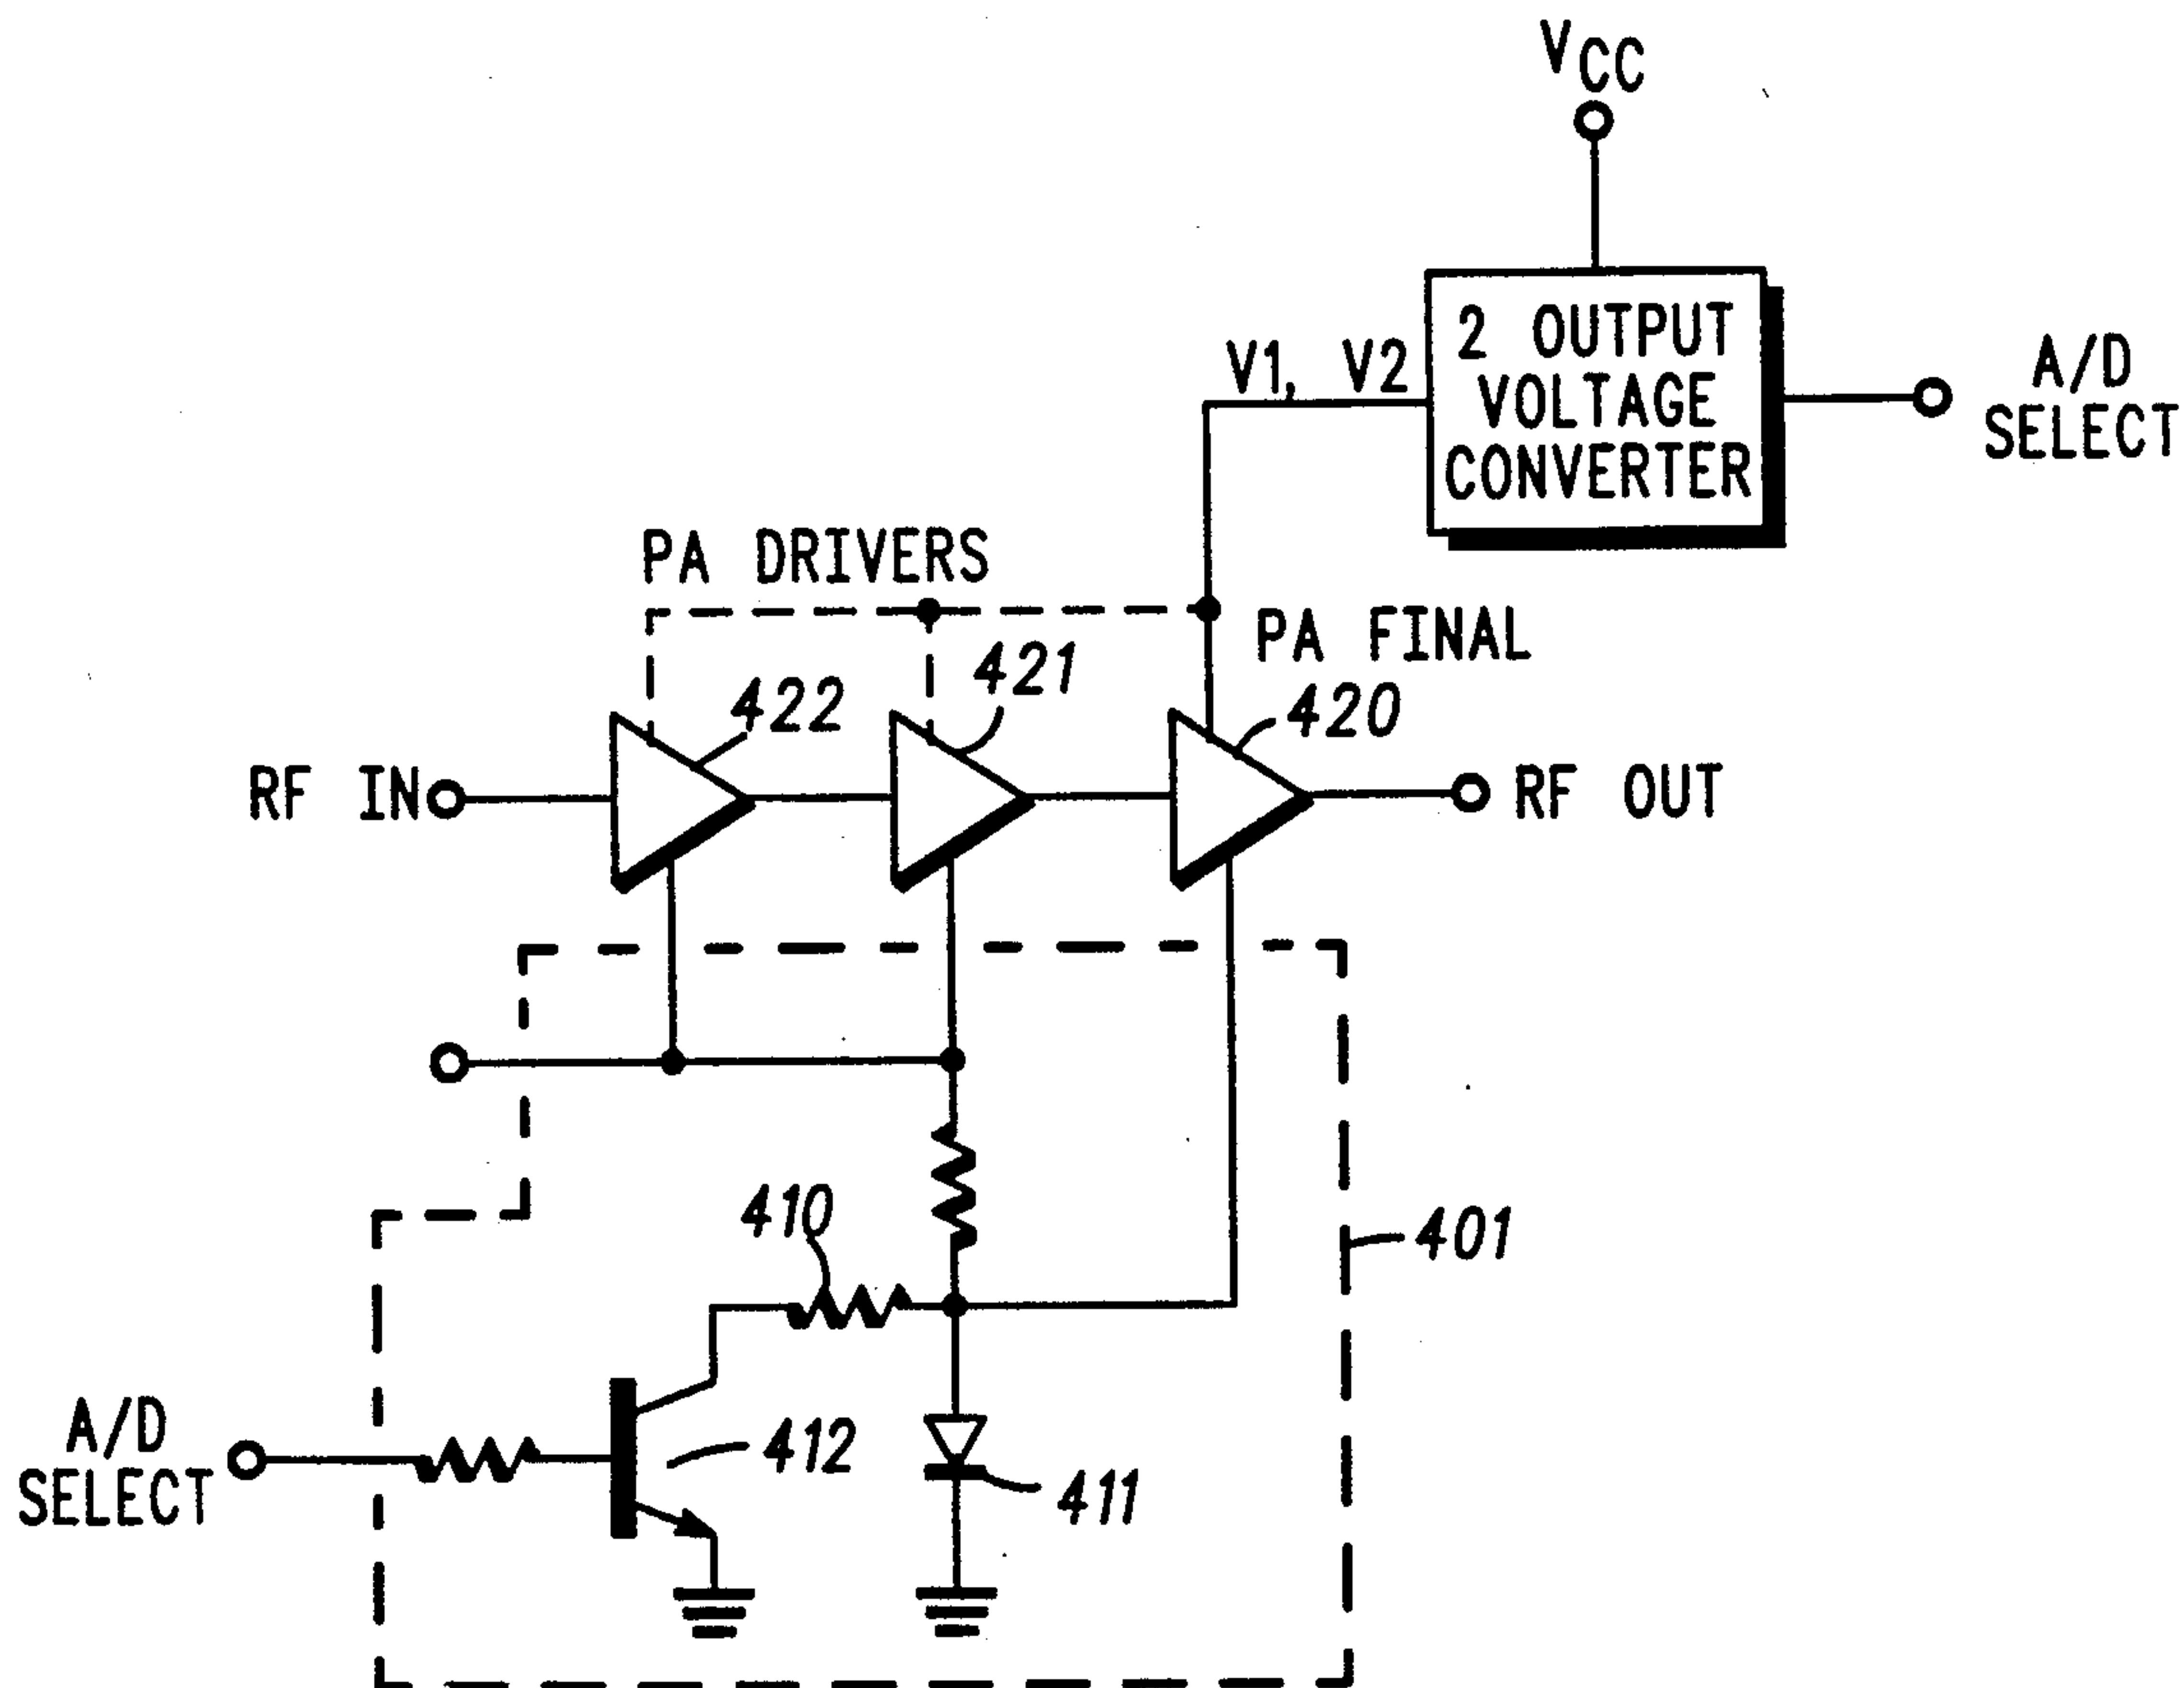 VCC
2 OUTPUT
VOLTAGE
CONVERTER
V1, V2
A/D
SELECT
PA DRIVERS
PA FINAL
422
421
420
RF IN
RF OUT
410
401
A/D
SELECT
412
411